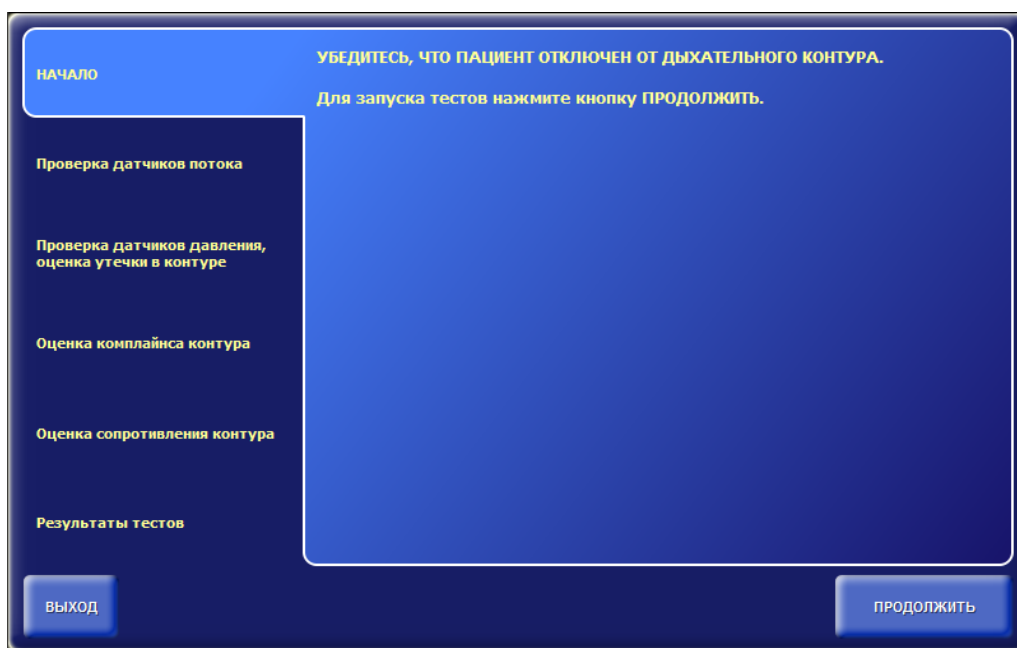 НАЧАЛО
УБЕДИТЕСЬ, ЧТО ПАЦИЕНТ ОТКЛЮЧЕН ОТ ДЫХАТЕЛЬНОГО КОНТУРА.
Для запуска тестов нажмите кнопку ПРОДОЛЖИТЬ.
Проверка датчиков потока
Проверка датчиков давления,
оценка утечки в контуре
Оценка комплайнса контура
Оценка сопротивления контура
Результаты тестов
ВЫХОД
ПРОДОЛЖИТЬ